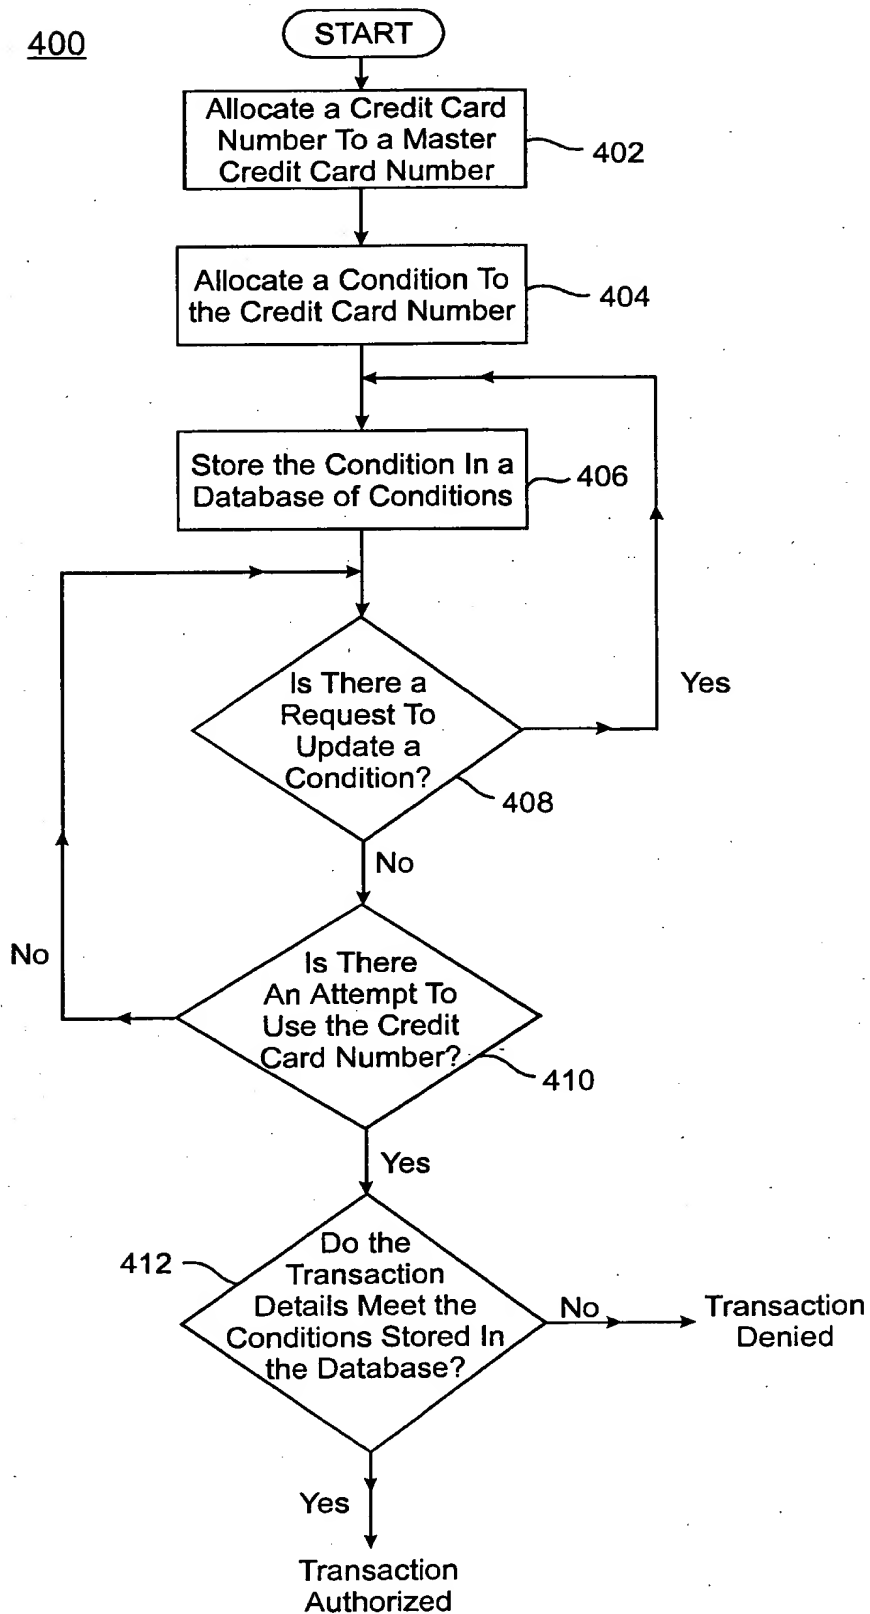 400
START
Allocate a Credit Card
Number To a Master
Credit Card Number
402
Allocate a Condition To
the Credit Card Number
404
Store the Condition In a
Database of Conditions
406
Is There a
Request To
Update a
Condition?
Yes
408
No
No
Is There
An Attempt To
Use the Credit
Card Number?
410
Yes
412
Do the
Transaction
Details Meet the
Conditions Stored In
the Database?
No
Transaction
Denied
Yes
Transaction
Authorized